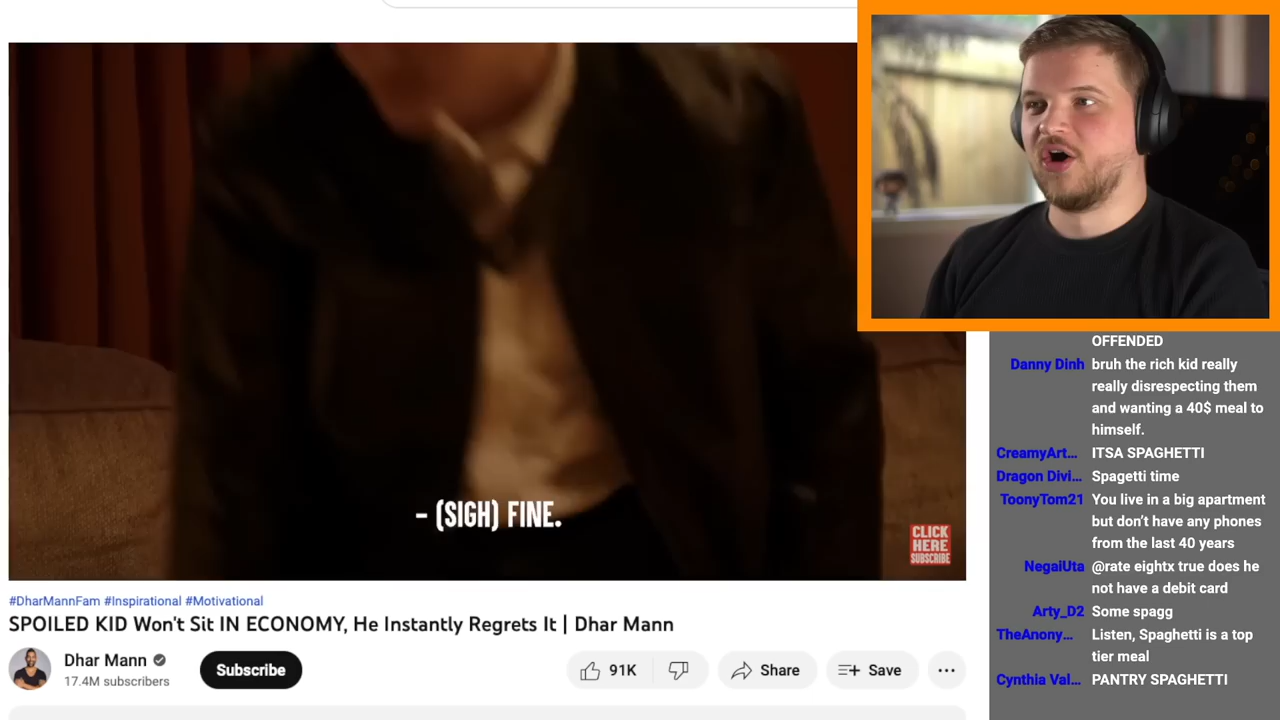 - (SIGH) FINE.
CLICK
HERE
SUBSCRIBE
#DharMannFam #Inspirational #Motivational
SPOILED KID Won't Sit IN ECONOMY, He Instantly Regrets It | Dhar Mann
Dhar Mann
17.4M subscribers
Subscribe
91K
Share
Save
OFFENDED
Danny Dinh bruh the rich kid really
really disrespecting them
and wanting a 40$ meal to
himself.
CreamyArt... ITSA SPAGHETTI
Dragon Divi... Spagetti time
ToonyTom21 You live in a big apartment
but don't have any phones
from the last 40 years
NegaiUta @rate eightx true does he
not have a debit card
Arty_D2 Some spagg
TheAnony... Listen, Spaghetti is a top
tier meal
Cynthia Val... PANTRY SPAGHETTI